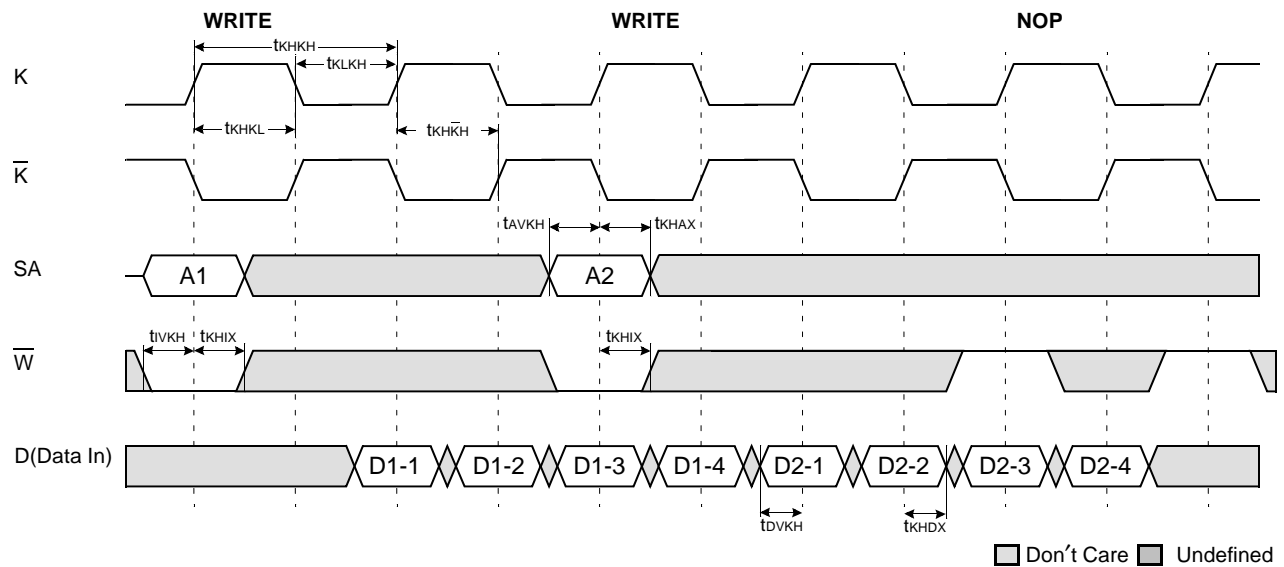 WRITE WRITE NOP
tKHKH
tKLKH
K
tKHKL tKHK̅H
K̅
tAVKH tKHAX
SA A1 A2
tIVKH tKHIX tKHIX
W̅
D(Data In) D1-1 D1-2 D1-3 D1-4 D2-1 D2-2 D2-3 D2-4
tDVKH tKHDX
Don′t Care Undefined